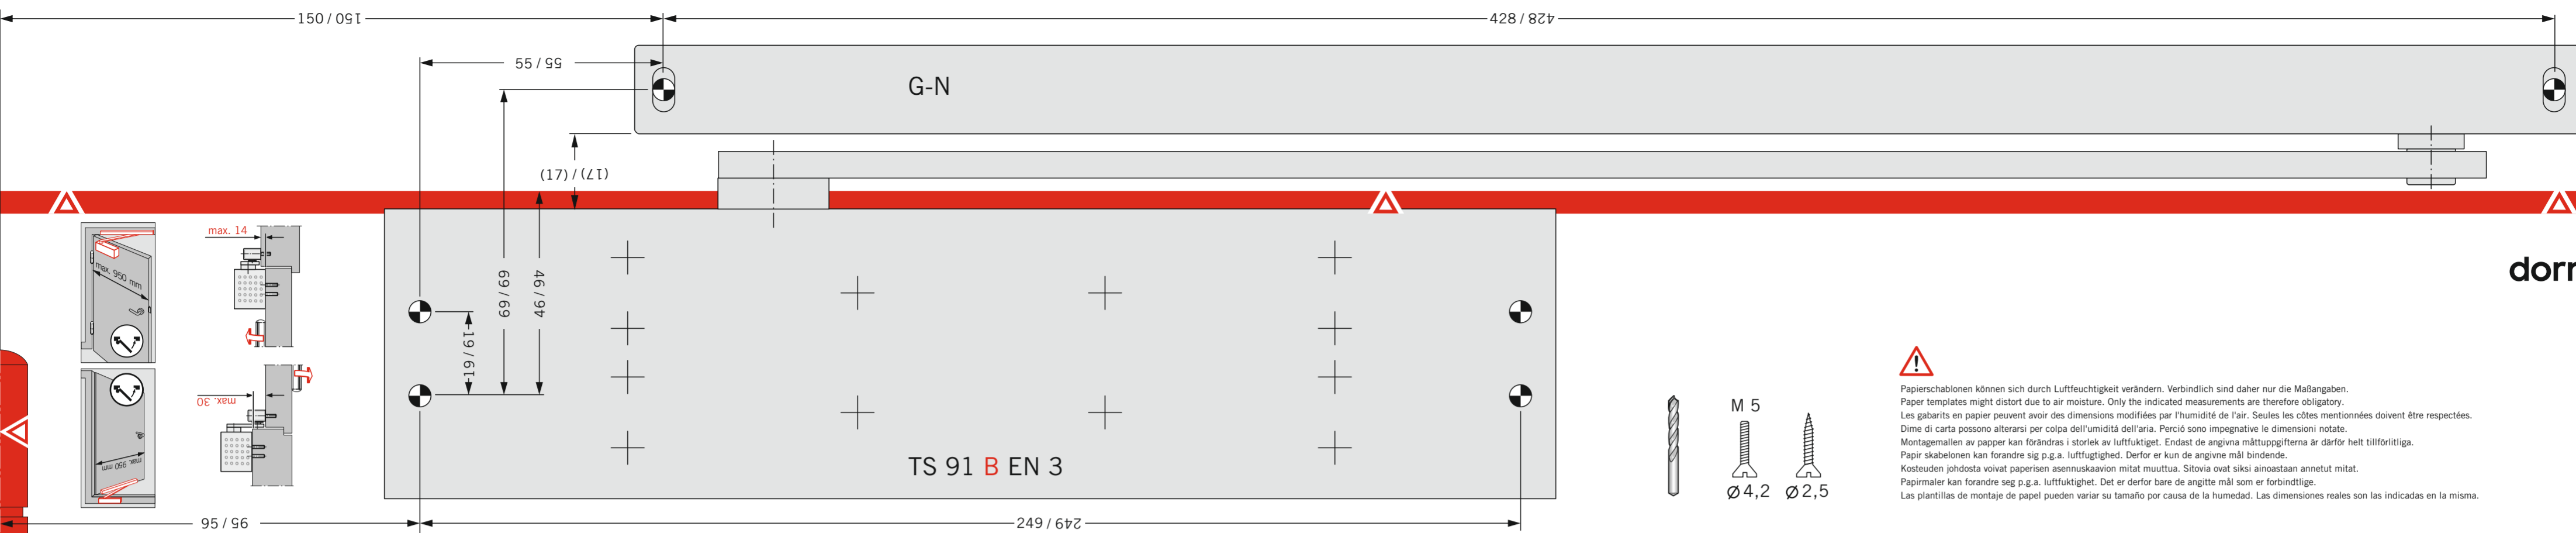 150 / 150
428 / 428
55 / 55
G-N
(17) / (17)
max. 14
max. 960 mm
69 / 69
46 / 46
19 / 19
dorm
max. 30
max. 950 mm
M 5
TS 91 B EN 3
ø4,2 ø2,5
Papierschablonen können sich durch Luftfeuchtigkeit verändern. Verbindlich sind daher nur die Maßangaben.
Paper templates might distort due to air moisture. Only the indicated measurements are therefore obligatory.
Les gabarits en papier peuvent avoir des dimensions modifiées par l'humidité de l'air. Seules les côtes mentionnées doivent être respectées.
Dime di carta possono alterarsi per colpa dell'umiditá dell'aria. Perció sono impegnative le dimensioni notate.
Montagemallen av papper kan förändras i storlek av luftfuktiget. Endast de angivna måttuppgifterna är därför helt tillförlitliga.
Papir skabelonen kan forandre sig p.g.a. luftfugtighed. Derfor er kun de angivne mål bindende.
Kosteuden johdosta voivat paperisen asennuskaavion mitat muuttua. Sitovia ovat siksi ainoastaan annetut mitat.
Papirmaler kan forandre seg p.g.a. luftfuktighet. Det er derfor bare de angitte mål som er forbindtlige.
Las plantillas de montaje de papel pueden variar su tamaño por causa de la humedad. Las dimensiones reales son las indicadas en la misma.
95 / 95
249 / 249